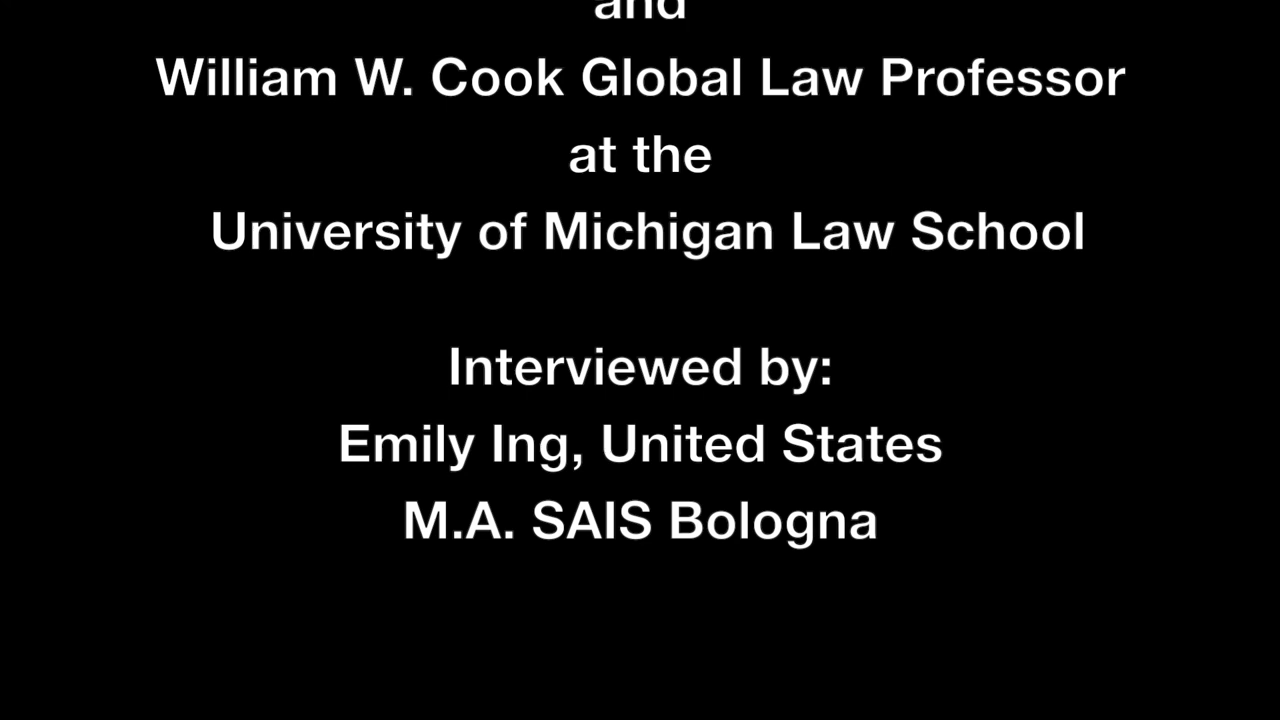 and
William W. Cook Global Law Professor
at the
University of Michigan Law School
Interviewed by:
Emily Ing, United States
M.A. SAIS Bologna